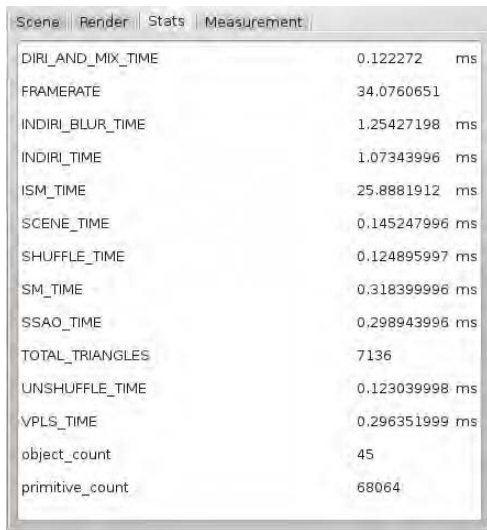 Scene Render Stats Measurement
DIRI_AND_MIX_TIME 0.122272 ms
FRAMERATE 34.0760651
INDIRI_BLUR_TIME 1.25427198 ms
INDIRI_TIME 1.07343996 ms
ISM_TIME 25.8881912 ms
SCENE_TIME 0.145247996 ms
SHUFFLE_TIME 0.124895997 ms
SM_TIME 0.318399996 ms
SSAO_TIME 0.298943996 ms
TOTAL_TRIANGLES 7136
UNSHUFFLE_TIME 0.123039998 ms
VPLS_TIME 0.296351999 ms
object_count 45
primitive_count 68064